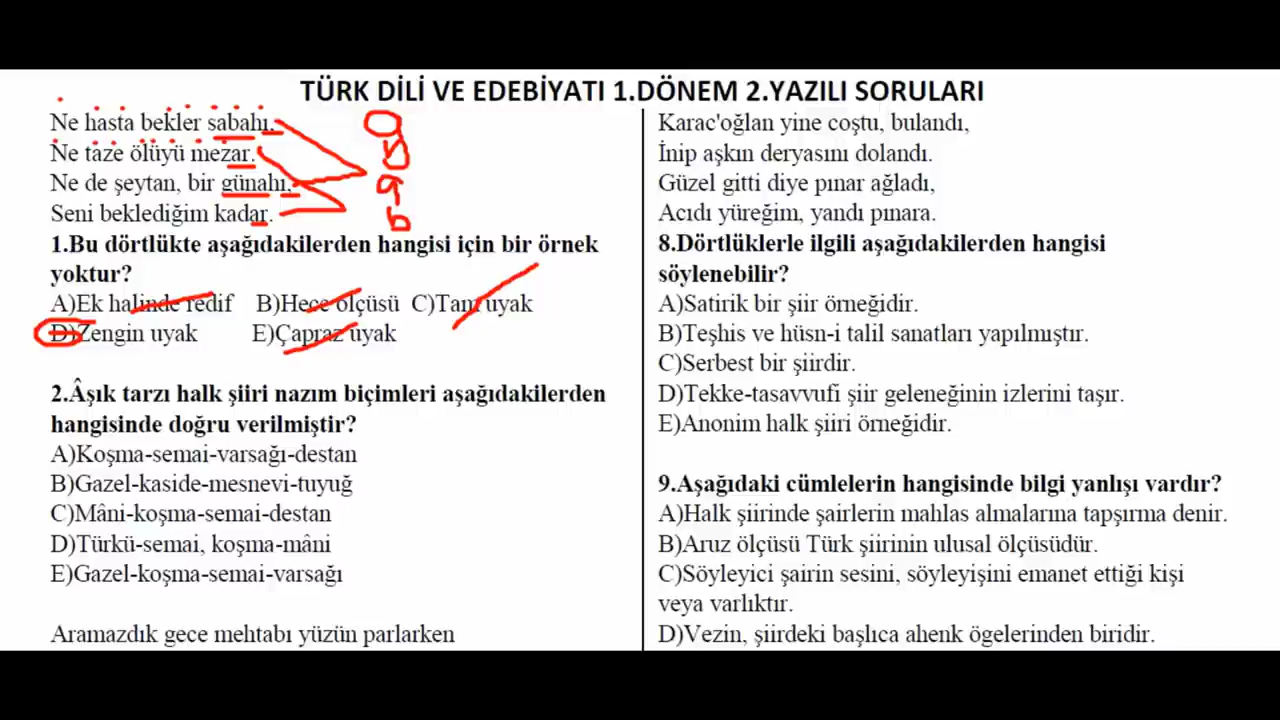 TÜRK DİLİ VE EDEBİYATI 1.DÖNEM 2.YAZILI SORULARI
Ne hasta bekler sabahı,
Ne taze ölüyü mezar.
Ne de şeytan, bir günahı,
Seni beklediğim kadar.
a
b
a
b
1.Bu dörtlükte aşağıdakilerden hangisi için bir örnek
yoktur?
A)Ek halinde redif B)Hece ölçüsü C)Tam uyak
D)Zengin uyak E)Çapraz uyak
2.Âşık tarzı halk şiiri nazım biçimleri aşağıdakilerden
hangisinde doğru verilmiştir?
A)Koşma-semai-varsağı-destan
B)Gazel-kaside-mesnevi-tuyuğ
C)Mâni-koşma-semai-destan
D)Türkü-semai, koşma-mâni
E)Gazel-koşma-semai-varsağı
Aramazdık gece mehtabı yüzün parlarken
Karac'oğlan yine coştu, bulandı,
İnip aşkın deryasını dolandı.
Güzel gitti diye pınar ağladı,
Acıdı yüreğim, yandı pınara.
8.Dörtlüklerle ilgili aşağıdakilerden hangisi
söylenebilir?
A)Satirik bir şiir örneğidir.
B)Teşhis ve hüsn-i talil sanatları yapılmıştır.
C)Serbest bir şiirdir.
D)Tekke-tasavvufi şiir geleneğinin izlerini taşır.
E)Anonim halk şiiri örneğidir.
9.Aşağıdaki cümlelerin hangisinde bilgi yanlışı vardır?
A)Halk şiirinde şairlerin mahlas almalarına tapşırma denir.
B)Aruz ölçüsü Türk şiirinin ulusal ölçüsüdür.
C)Söyleyici şairin sesini, söyleyişini emanet ettiği kişi
veya varlıktır.
D)Vezin, şiirdeki başlıca ahenk ögelerinden biridir.